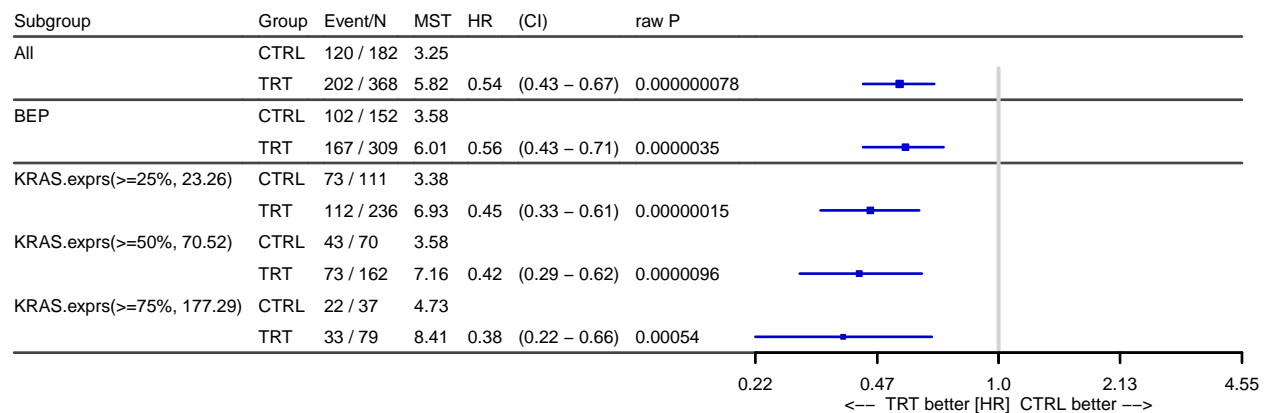 Subgroup Group Event/N MST HR (CI) raw P
All CTRL 120 / 182 3.25
TRT 202 / 368 5.82 0.54 (0.43 – 0.67) 0.000000078
BEP CTRL 102 / 152 3.58
TRT 167 / 309 6.01 0.56 (0.43 – 0.71) 0.0000035
KRAS.exprs(>=25%, 23.26) CTRL 73 / 111 3.38
TRT 112 / 236 6.93 0.45 (0.33 – 0.61) 0.00000015
KRAS.exprs(>=50%, 70.52) CTRL 43 / 70 3.58
TRT 73 / 162 7.16 0.42 (0.29 – 0.62) 0.0000096
KRAS.exprs(>=75%, 177.29) CTRL 22 / 37 4.73
TRT 33 / 79 8.41 0.38 (0.22 – 0.66) 0.00054
0.22 0.47 1.0 2.13 4.55
<−− TRT better [HR] CTRL better −−>